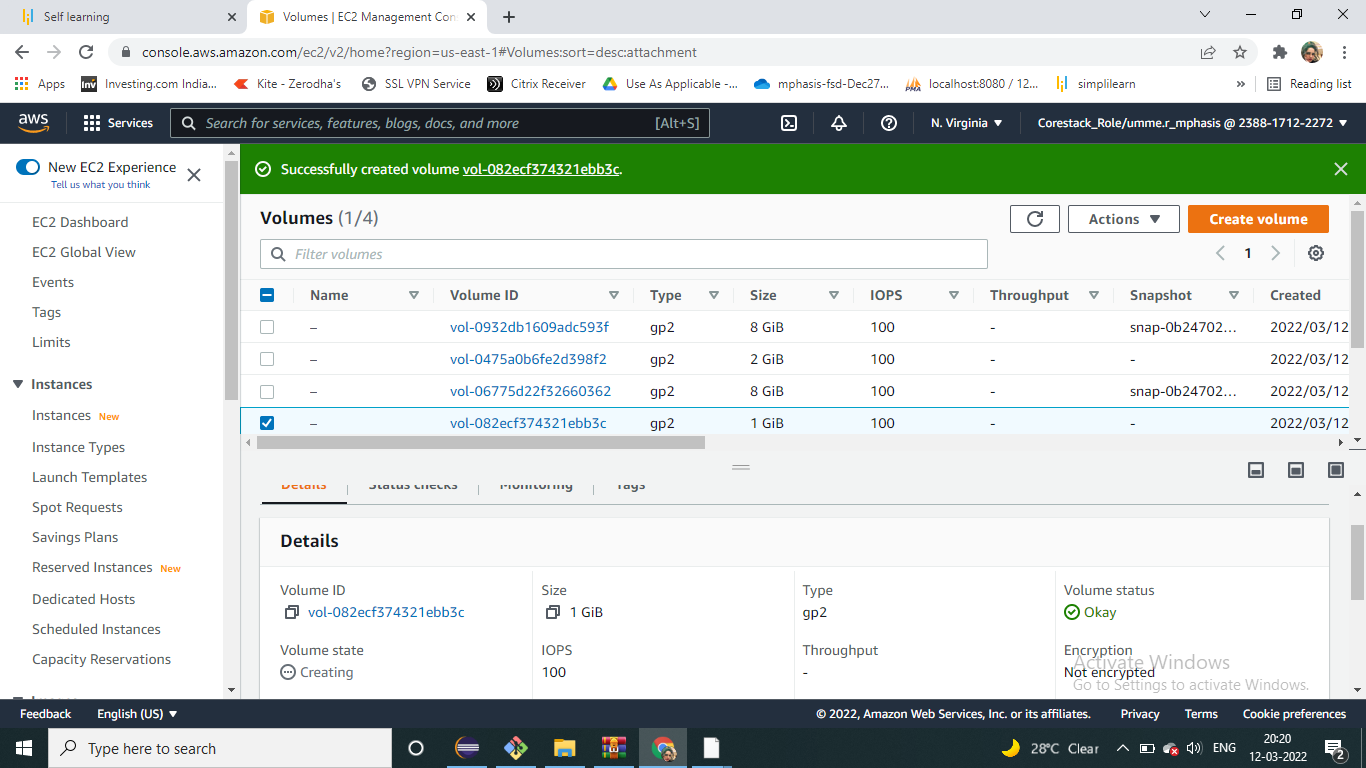 Self learning
Volumes | EC2 Management Con
console.aws.amazon.com/ec2/v2/home?region=us-east-1#Volumes:sort=desc:attachment
Apps
inv Investing.com India...
Kite - Zerodha's
SSL VPN Service
Citrix Receiver
Use As Applicable -...
mphasis-fsd-Dec27...
localhost:8080 / 12...
simplilearn
»
Reading list
aws
Services
Search for services, features, blogs, docs, and more [Alt+S]
N. Virginia
Corestack_Role/umme.r_mphasis @ 2388-1712-2272
New EC2 Experience
Tell us what you think
Successfully created volume vol-082ecf374321ebb3c.
EC2 Dashboard
EC2 Global View
Events
Tags
Limits
Instances
Instances New
Instance Types
Launch Templates
Spot Requests
Savings Plans
Reserved Instances New
Dedicated Hosts
Scheduled Instances
Capacity Reservations
Volumes (1/4)
Actions
Create volume
Filter volumes
1
Name Volume ID Type Size IOPS Throughput Snapshot Created
– vol-0932db1609adc593f gp2 8 GiB 100 - snap-0b24702... 2022/03/12
– vol-0475a0b6fe2d398f2 gp2 2 GiB 100 - - 2022/03/12
– vol-06775d22f32660362 gp2 8 GiB 100 - snap-0b24702... 2022/03/12
– vol-082ecf374321ebb3c gp2 1 GiB 100 - - 2022/03/12
Details Status checks Monitoring Tags
Details
Volume ID Size Type Volume status
vol-082ecf374321ebb3c 1 GiB gp2 Okay
Volume state IOPS Throughput Encryption
Creating 100 - Not encrypted
Activate Windows
Go to Settings to activate Windows.
Feedback English (US)
© 2022, Amazon Web Services, Inc. or its affiliates. Privacy Terms Cookie preferences
Type here to search
28°C Clear
ENG
20:20
12-03-2022
2